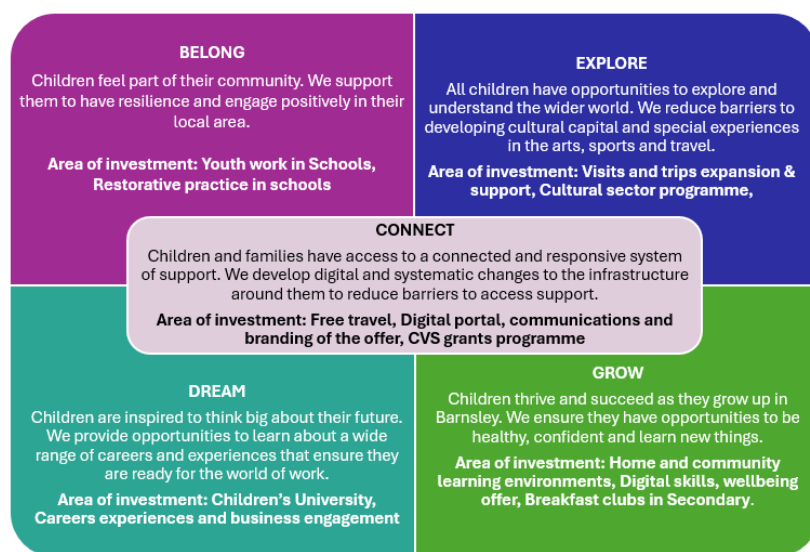 BELONG
Children feel part of their community. We support
them to have resilience and engage positively in their
local area.
Area of investment: Youth work in Schools,
Restorative practice in schools
EXPLORE
All children have opportunities to explore and
understand the wider world. We reduce barriers to
developing cultural capital and special experiences
in the arts, sports and travel.
Area of investment: Visits and trips expansion &
support, Cultural sector programme,
CONNECT
Children and families have access to a connected and responsive system
of support. We develop digital and systematic changes to the infrastructure
around them to reduce barriers to access support.
Area of investment: Free travel, Digital portal, communications and
branding of the offer, CVS grants programme
DREAM
Children are inspired to think big about their future.
We provide opportunities to learn about a wide
range of careers and experiences that ensure they
are ready for the world of work.
Area of investment: Children’s University,
Careers experiences and business engagement
GROW
Children thrive and succeed as they grow up in
Barnsley. We ensure they have opportunities to be
healthy, confident and learn new things.
Area of investment: Home and community
learning environments, Digital skills, wellbeing
offer, Breakfast clubs in Secondary.